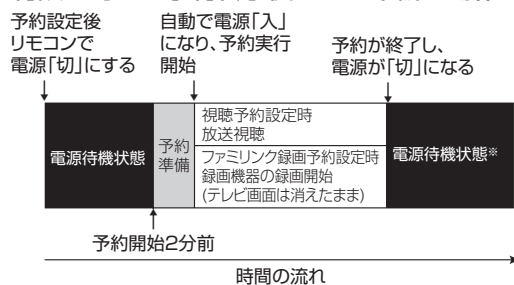 予約設定後
リモコンで
電源「切」にする
自動で電源「入」
になり、予約実行
開始
予約が終了し、
電源が「切」になる
電源待機状態
予約
準備
視聴予約設定時
放送視聴
ファミリンク録画予約設定時
録画機器の録画開始
(テレビ画面は消えたまま)
電源待機状態※
予約開始2分前
時間の流れ